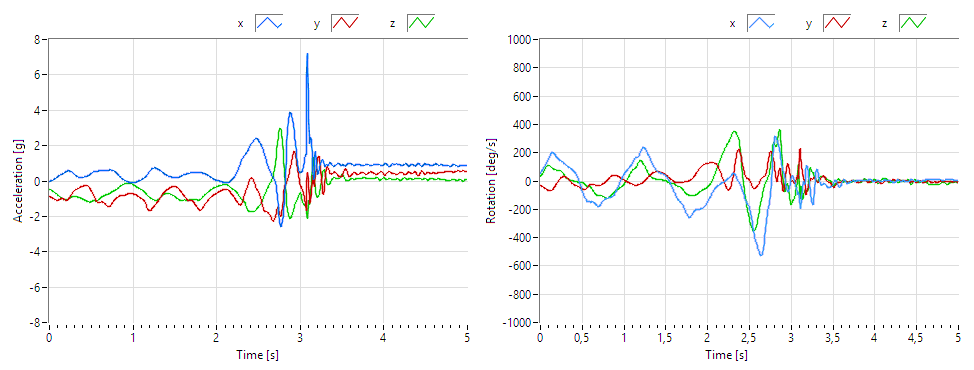 x y z
8
6
4
2
0
-2
-4
-6
-8
Acceleration [g]
0 1 2 3 4 5
Time [s]
x y z
1000
800
600
400
200
0
-200
-400
-600
-800
-1000
Rotation [deg/s]
0 0,5 1 1,5 2 2,5 3 3,5 4 4,5 5
Time [s]